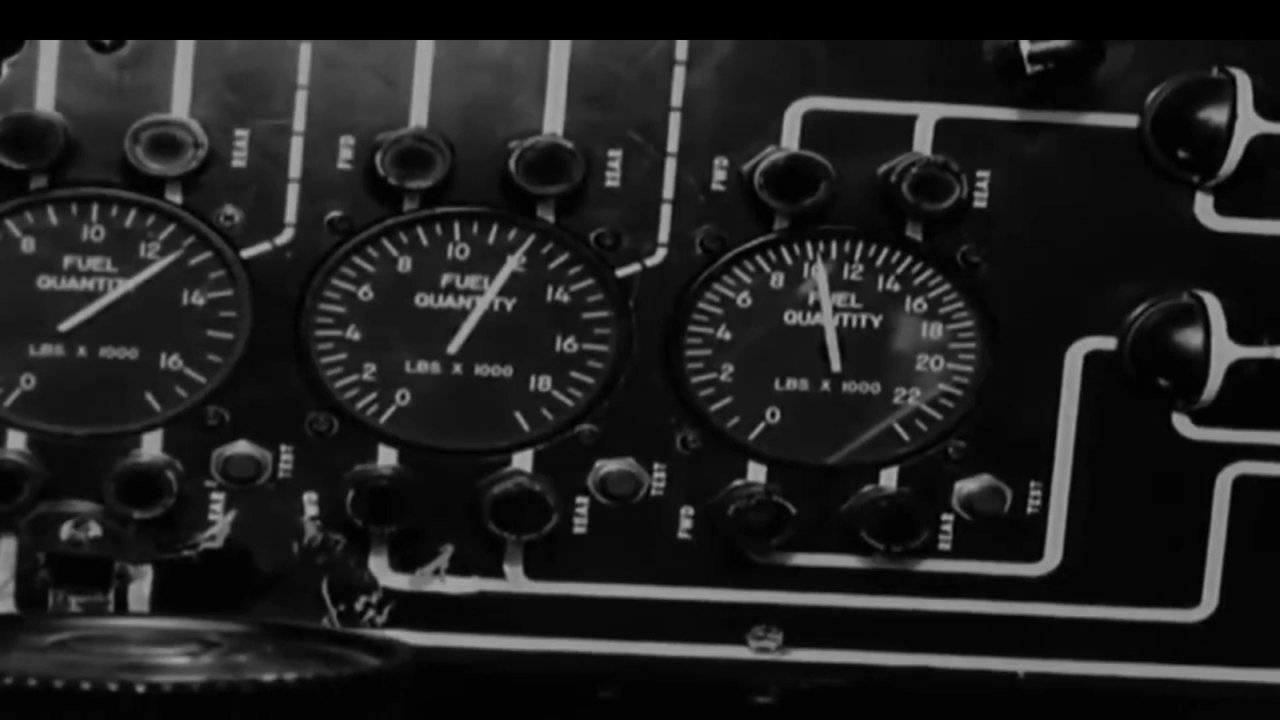 REAR
FWD
REAR
FWD
REAR
8 10 12 14 16 0
FUEL
QUANTITY
LBS X 1000
0 2 4 6 8 10 12 14 16 18
FUEL
QUANTITY
LBS X 1000
0 2 4 6 8 10 12 14 16 18 20 22
FUEL
QUANTITY
LBS X 1000
TEST
REAR
FWD
TEST
REAR
FWD
TEST
REAR